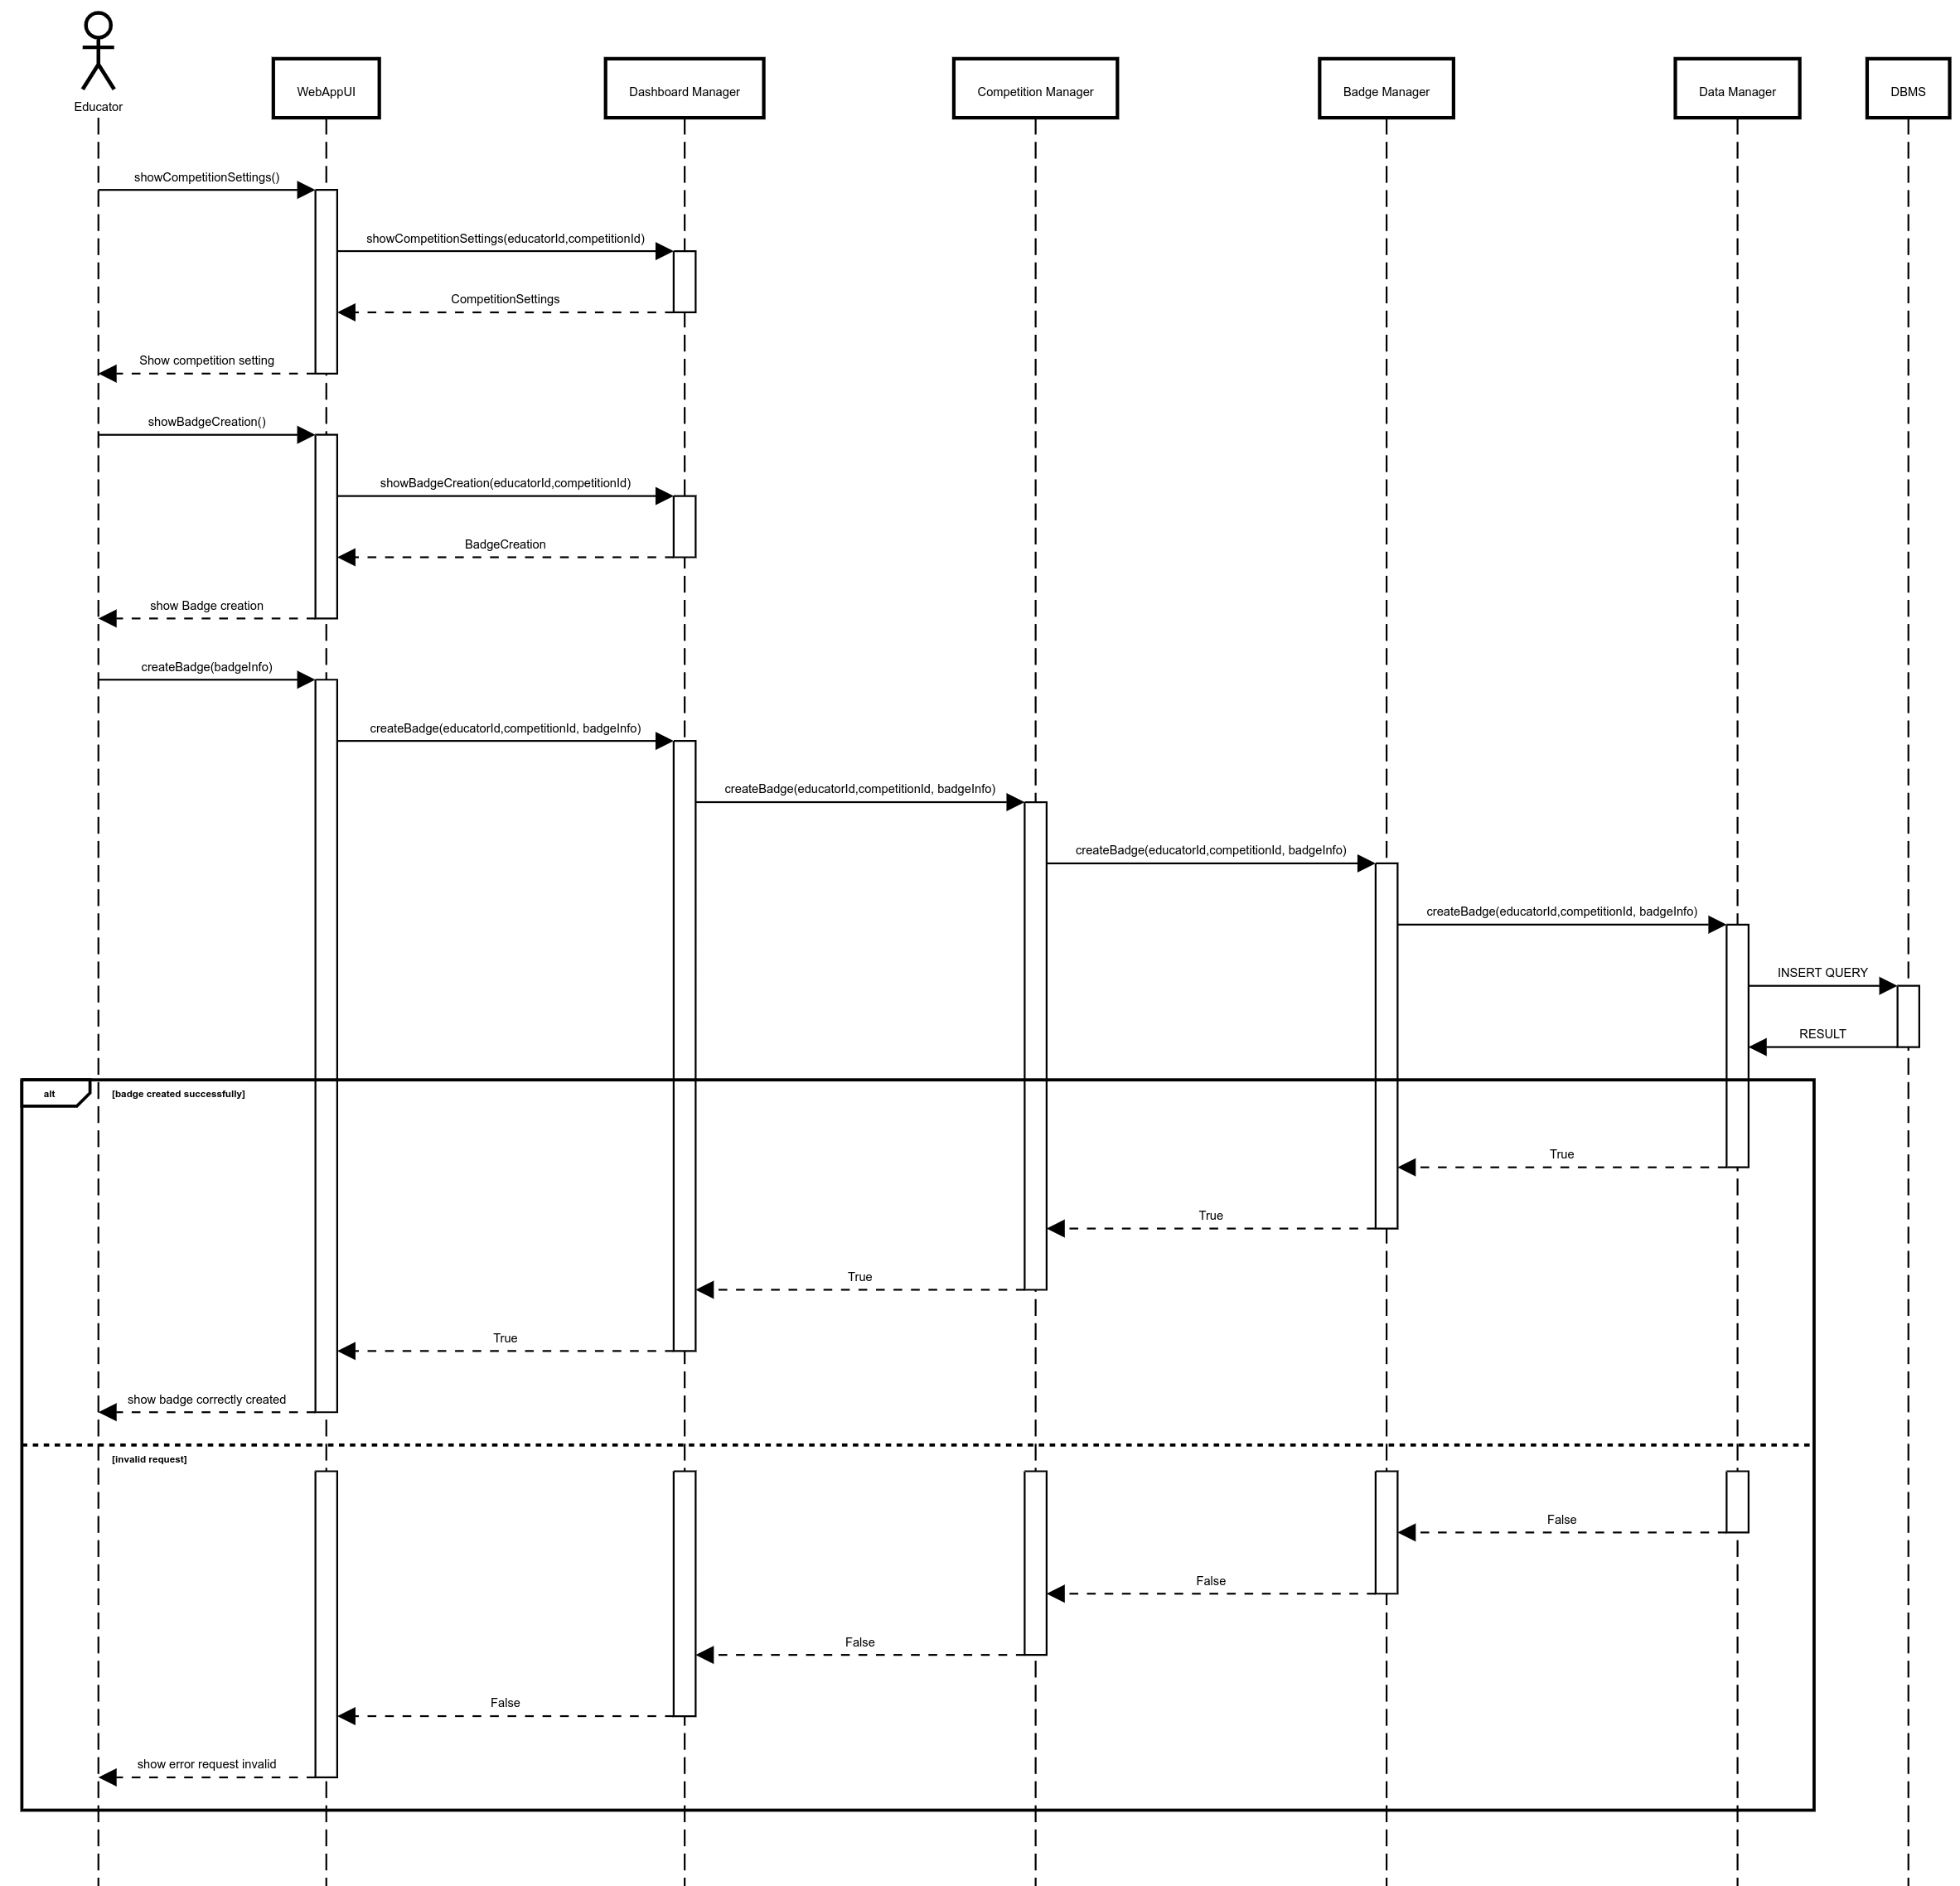 Educator
WebAppUI
Dashboard Manager
Competition Manager
Badge Manager
Data Manager
DBMS
showCompetitionSettings()
showCompetitionSettings(educatorId,competitionId)
CompetitionSettings
Show competition setting
showBadgeCreation()
showBadgeCreation(educatorId,competitionId)
BadgeCreation
show Badge creation
createBadge(badgeInfo)
createBadge(educatorId,competitionId, badgeInfo)
createBadge(educatorId,competitionId, badgeInfo)
createBadge(educatorId,competitionId, badgeInfo)
createBadge(educatorId,competitionId, badgeInfo)
INSERT QUERY
RESULT
alt
[badge created successfully]
True
True
True
True
show badge correctly created
[invalid request]
False
False
False
False
show error request invalid